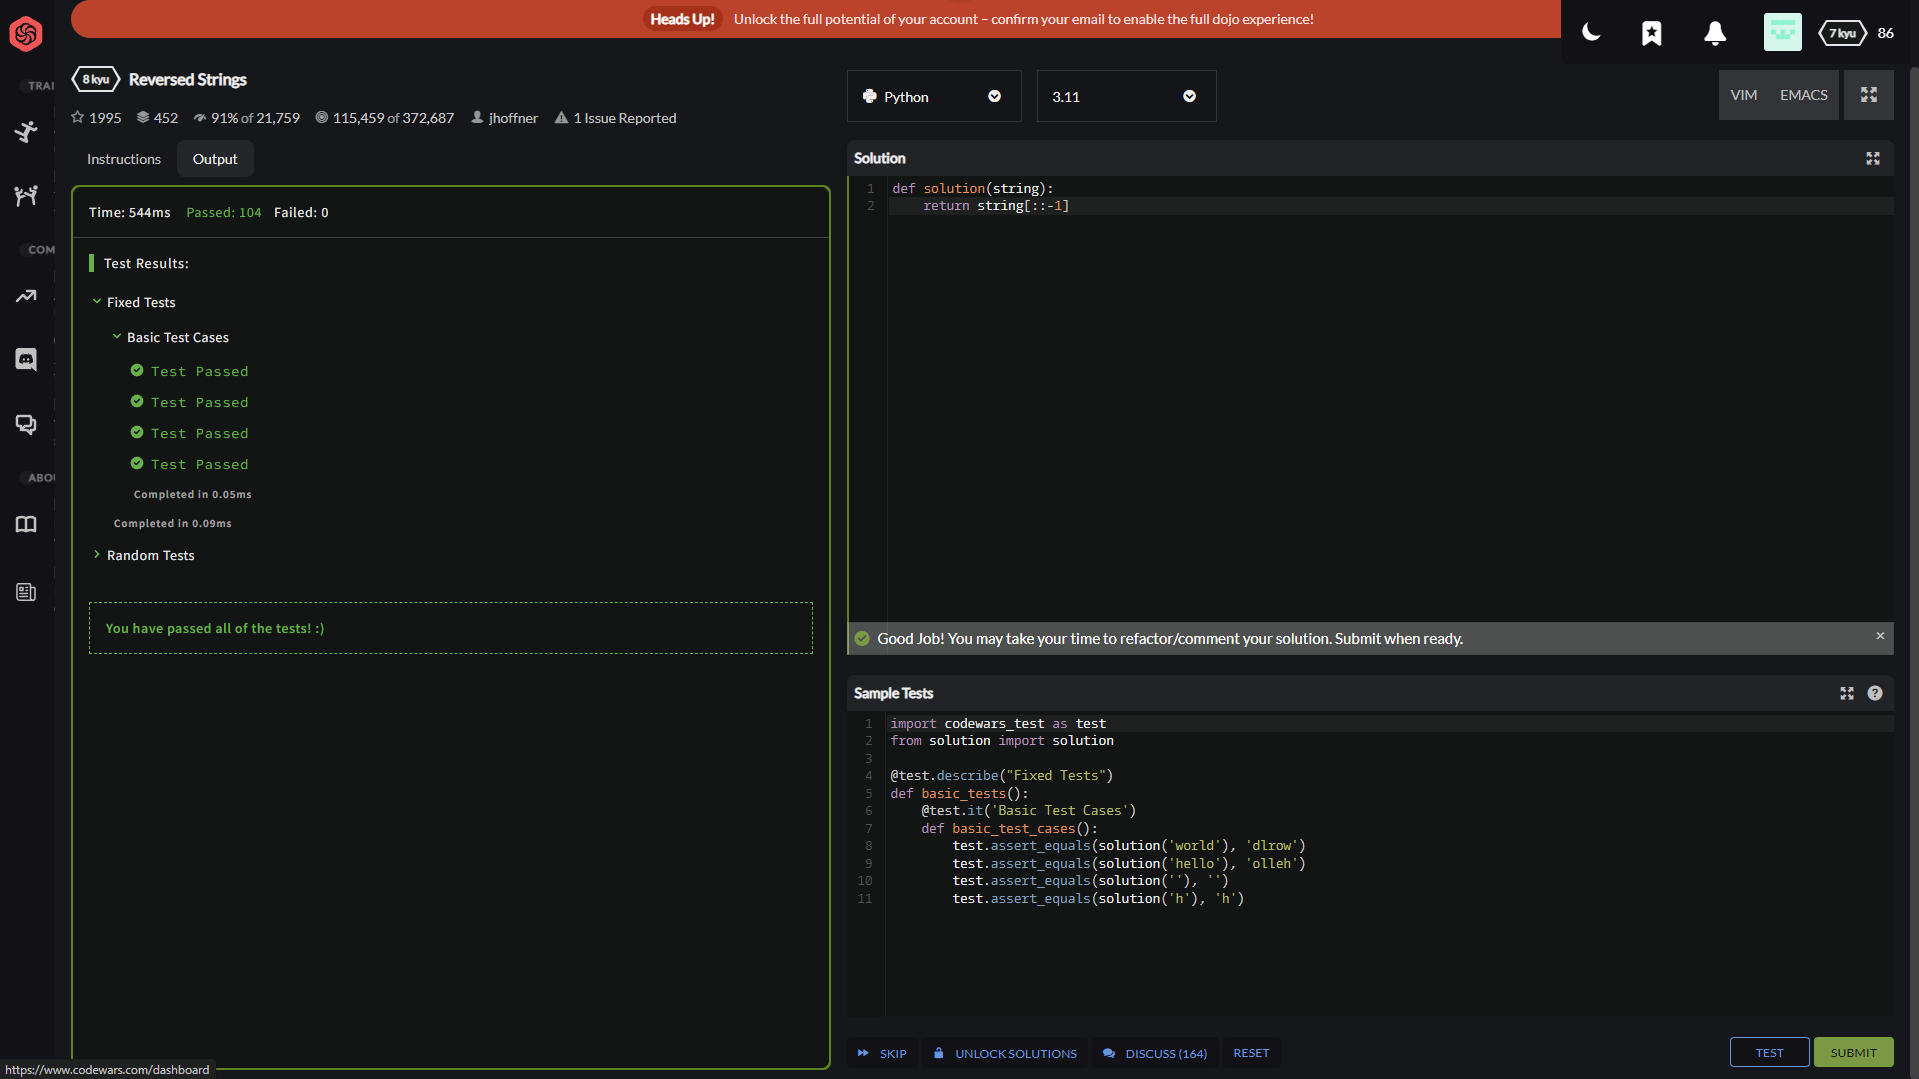 Heads Up! Unlock the full potential of your account – confirm your email to enable the full dojo experience!
7 kyu 86
8 kyu Reversed Strings
1995 452 91% of 21,759 115,459 of 372,687 jhoffner 1 Issue Reported
Instructions Output
Time: 544ms Passed: 104 Failed: 0
Test Results:
Fixed Tests
Basic Test Cases
Test Passed
Test Passed
Test Passed
Test Passed
Completed in 0.05ms
Completed in 0.09ms
Random Tests
You have passed all of the tests! :)
TRAI
COM
ABOU
https://www.codewars.com/dashboard
Python 3.11 VIM EMACS
Solution
1 def solution(string):
2     return string[::-1]
Good Job! You may take your time to refactor/comment your solution. Submit when ready. ×
Sample Tests ?
1 import codewars_test as test
2 from solution import solution
3
4 @test.describe("Fixed Tests")
5 def basic_tests():
6     @test.it('Basic Test Cases')
7     def basic_test_cases():
8         test.assert_equals(solution('world'), 'dlrow')
9         test.assert_equals(solution('hello'), 'olleh')
10         test.assert_equals(solution(''), '')
11         test.assert_equals(solution('h'), 'h')
SKIP UNLOCK SOLUTIONS DISCUSS (164) RESET TEST SUBMIT